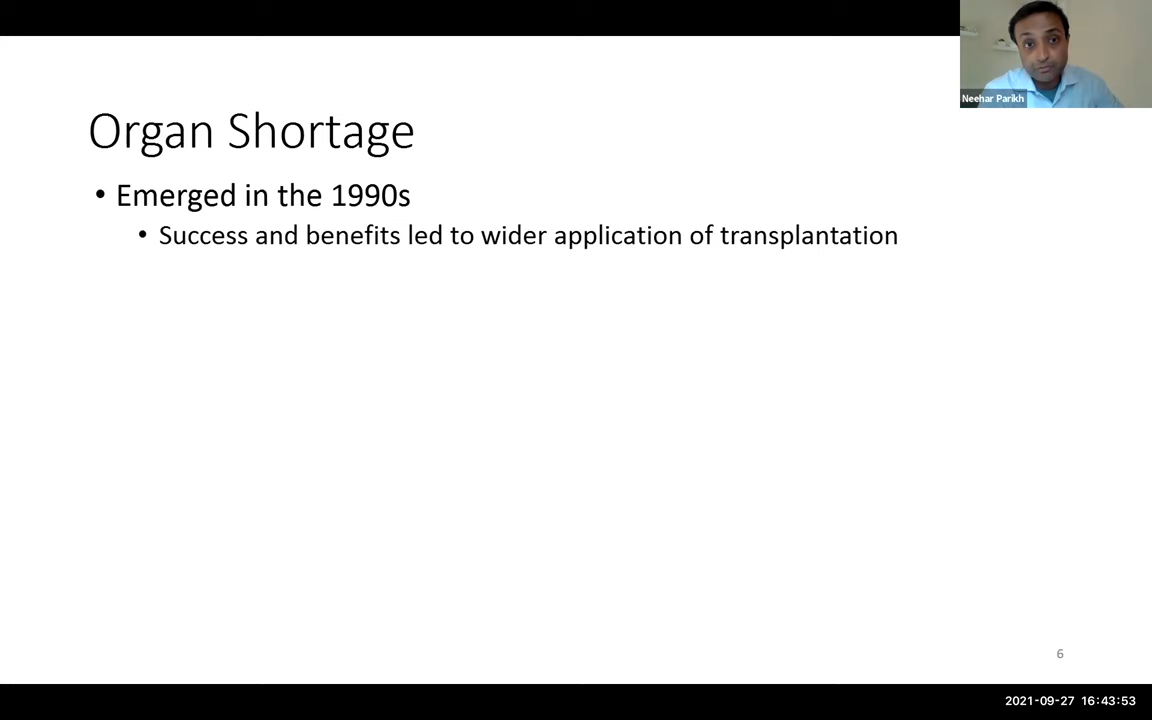 Neehar Parikh
Organ Shortage
• Emerged in the 1990s
• Success and benefits led to wider application of transplantation
6
2021-09-27 16:43:53